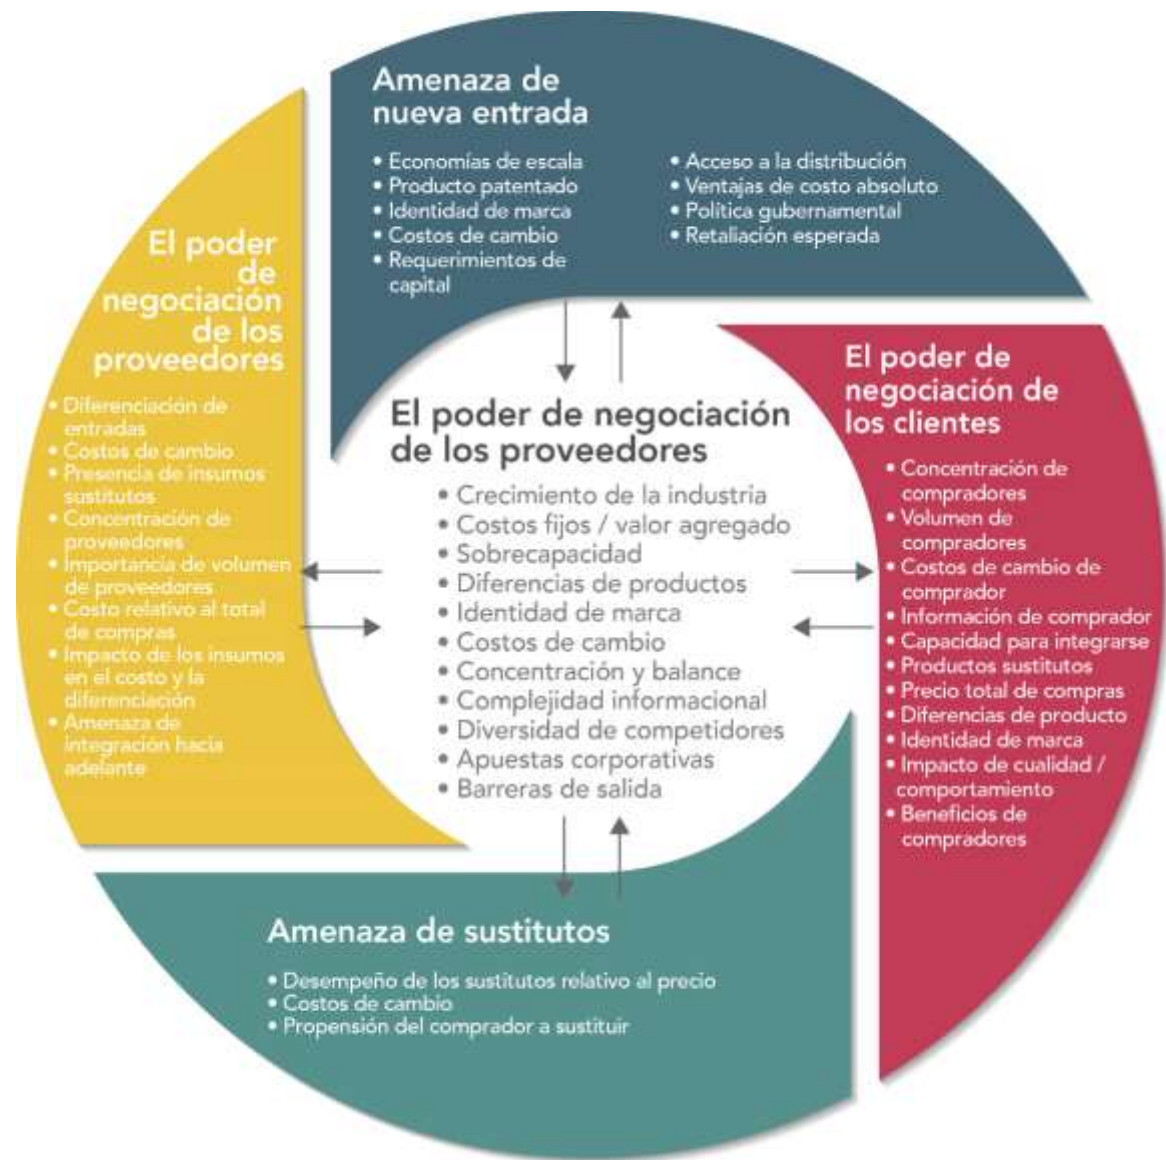 Amenaza de
nueva entrada
• Economías de escala
• Producto patentado
• Identidad de marca
• Costos de cambio
• Requerimientos de
capital
• Acceso a la distribución
• Ventajas de costo absoluto
• Política gubernamental
• Retaliación esperada
El poder
de
negociación
de los
proveedores
• Diferenciación de
entradas
• Costos de cambio
• Presencia de insumos
sustitutos
• Concentración de
proveedores
• Importancia de volumen
de proveedores
• Costo relativo al total
de compras
• Impacto de los insumos
en el costo y la
diferenciación
• Amenaza de
integración hacia
adelante
El poder de negociación
de los proveedores
• Crecimiento de la industria
• Costos fijos / valor agregado
• Sobrecapacidad
• Diferencias de productos
• Identidad de marca
• Costos de cambio
• Concentración y balance
• Complejidad informacional
• Diversidad de competidores
• Apuestas corporativas
• Barreras de salida
El poder de
negociación de
los clientes
• Concentración de
compradores
• Volumen de
compradores
• Costos de cambio de
comprador
• Información de comprador
• Capacidad para integrarse
• Productos sustitutos
• Precio total de compras
• Diferencias de producto
• Identidad de marca
• Impacto de cualidad /
comportamiento
• Beneficios de
compradores
Amenaza de sustitutos
• Desempeño de los sustitutos relativo al precio
• Costos de cambio
• Propensión del comprador a sustituir